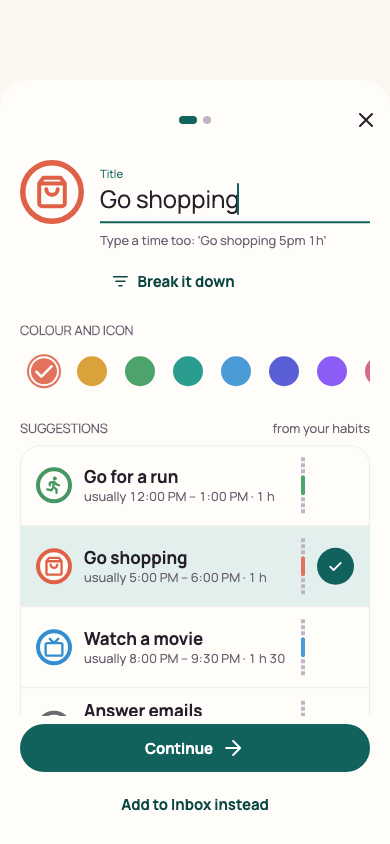 Title
Go shopping
Type a time too: 'Go shopping 5pm 1h'
Break it down
COLOUR AND ICON
SUGGESTIONS
from your habits
Go for a run
usually 12:00 PM – 1:00 PM · 1 h
Go shopping
usually 5:00 PM – 6:00 PM · 1 h
Watch a movie
usually 8:00 PM – 9:30 PM · 1 h 30
Answer emails
Continue
Add to Inbox instead